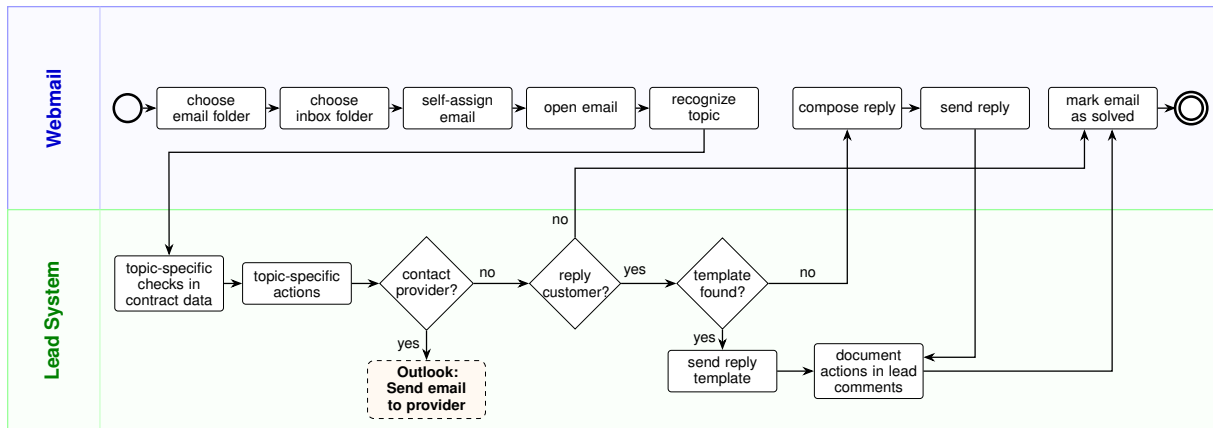 Webmail
choose
email folder
choose
inbox folder
self-assign
email
open email
recognize
topic
compose reply
send reply
mark email
as solved
Lead System
topic-specific
checks in
contract data
topic-specific
actions
contact
provider?
no
yes
Outlook:
Send email
to provider
reply
customer?
no
yes
template
found?
no
yes
send reply
template
document
actions in lead
comments